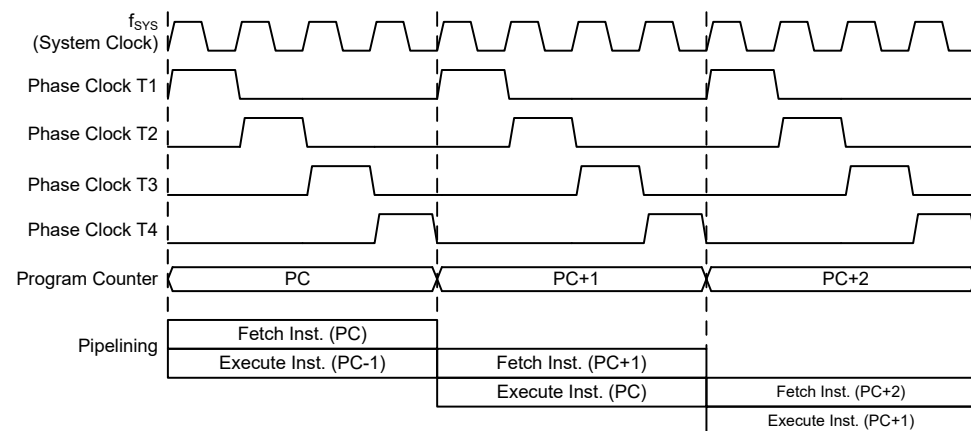 fSYS
(System Clock)
Phase Clock T1
Phase Clock T2
Phase Clock T3
Phase Clock T4
Program Counter PC PC+1 PC+2
Pipelining
Fetch Inst. (PC)
Execute Inst. (PC-1) Fetch Inst. (PC+1)
Execute Inst. (PC) Fetch Inst. (PC+2)
Execute Inst. (PC+1)